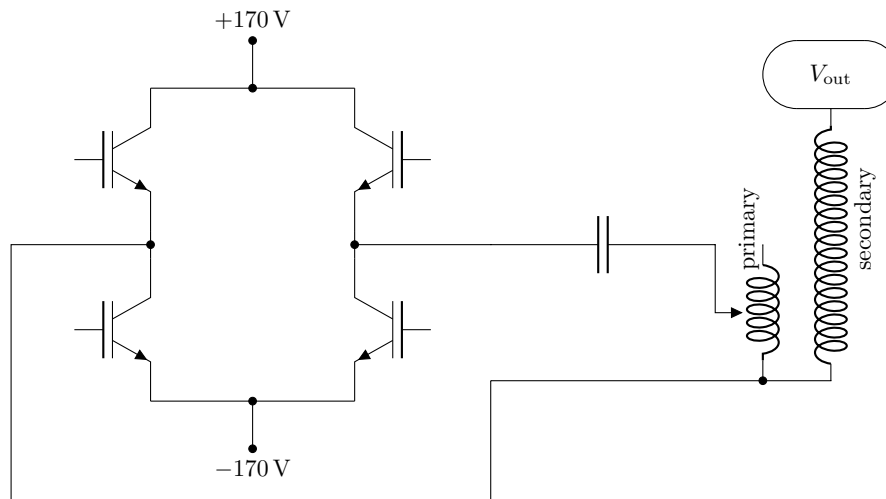 +170 V
V_out
primary
secondary
−170 V